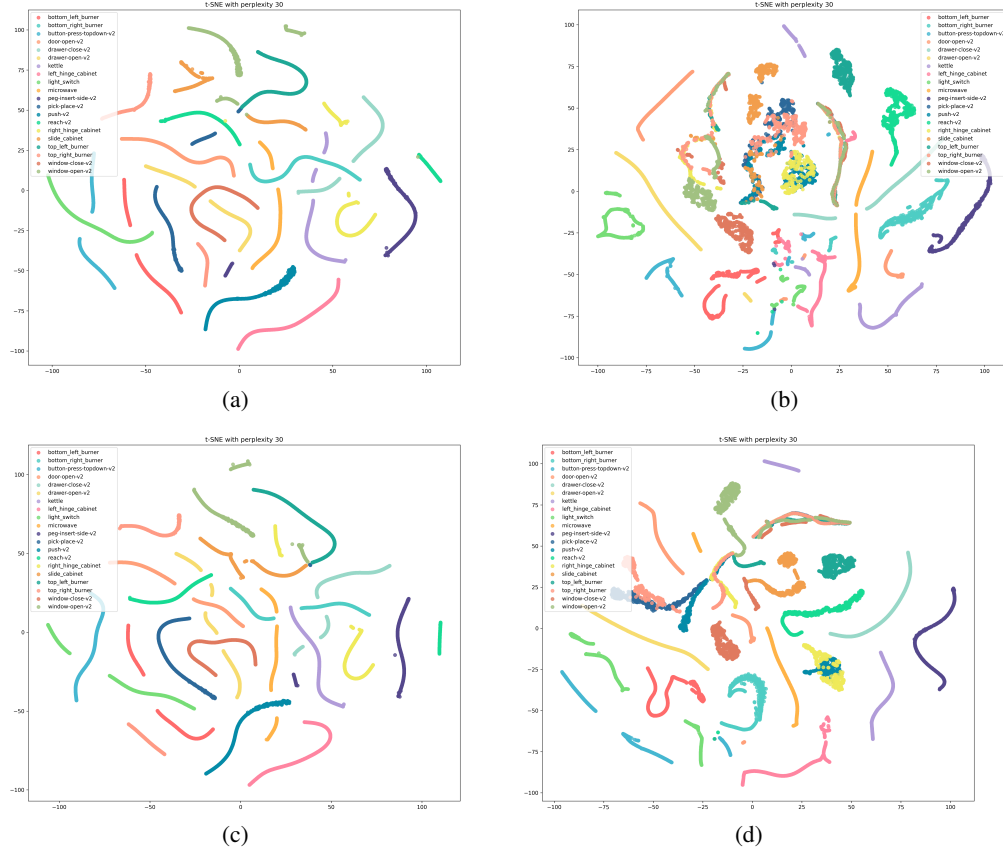 t-SNE with perplexity 30
bottom_left_burner
bottom_right_burner
button-press-topdown-v2
door-open-v2
drawer-close-v2
drawer-open-v2
kettle
left_hinge_cabinet
light_switch
microwave
peg-insert-side-v2
pick-place-v2
push-v2
reach-v2
right_hinge_cabinet
slide_cabinet
top_left_burner
top_right_burner
window-close-v2
window-open-v2
100
75
50
25
0
−25
−50
−75
−100
−100
−50
0
50
100
(a)
t-SNE with perplexity 30
bottom_left_burner
bottom_right_burner
button-press-topdown-v2
door-open-v2
drawer-close-v2
drawer-open-v2
kettle
left_hinge_cabinet
light_switch
microwave
peg-insert-side-v2
pick-place-v2
push-v2
reach-v2
right_hinge_cabinet
slide_cabinet
top_left_burner
top_right_burner
window-close-v2
window-open-v2
100
75
50
25
0
−25
−50
−75
−100
−100
−75
−50
−25
0
25
50
75
100
(b)
t-SNE with perplexity 30
bottom_left_burner
bottom_right_burner
button-press-topdown-v2
door-open-v2
drawer-close-v2
drawer-open-v2
kettle
left_hinge_cabinet
light_switch
microwave
peg-insert-side-v2
pick-place-v2
push-v2
reach-v2
right_hinge_cabinet
slide_cabinet
top_left_burner
top_right_burner
window-close-v2
window-open-v2
100
50
0
−50
−100
−100
−50
0
50
100
(c)
t-SNE with perplexity 30
bottom_left_burner
bottom_right_burner
button-press-topdown-v2
door-open-v2
drawer-close-v2
drawer-open-v2
kettle
left_hinge_cabinet
light_switch
microwave
peg-insert-side-v2
pick-place-v2
push-v2
reach-v2
right_hinge_cabinet
slide_cabinet
top_left_burner
top_right_burner
window-close-v2
window-open-v2
100
75
50
25
0
−25
−50
−75
−100
−100
−75
−50
−25
0
25
50
75
100
(d)